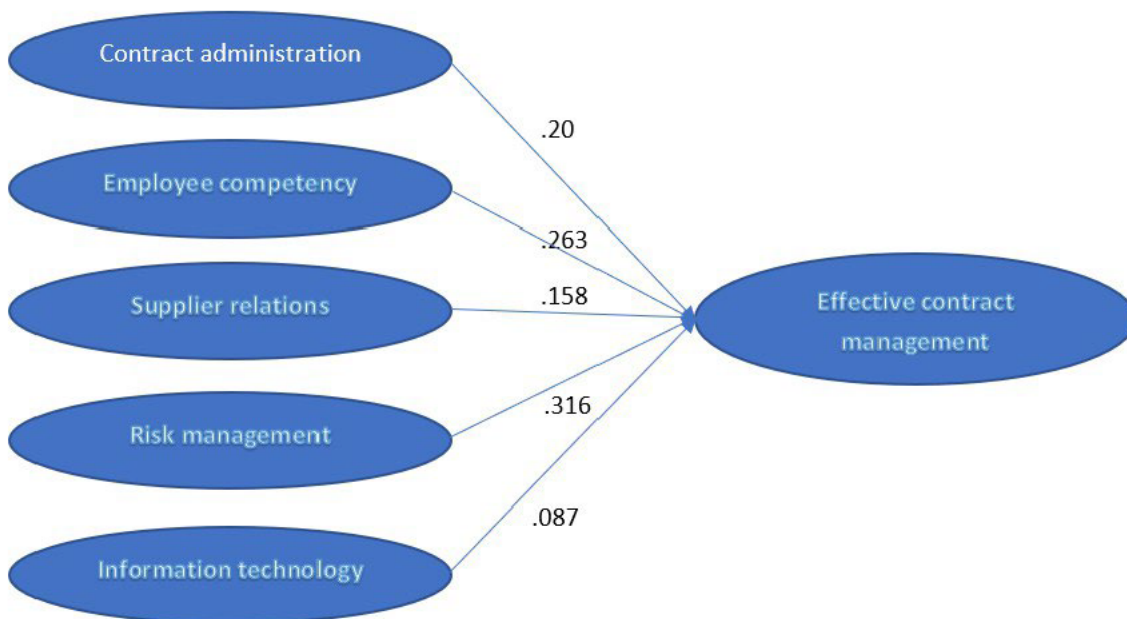 Contract administration
.20
Employee competency
.263
Supplier relations
.158
Effective contract
management
Risk management
.316
Information technology
.087